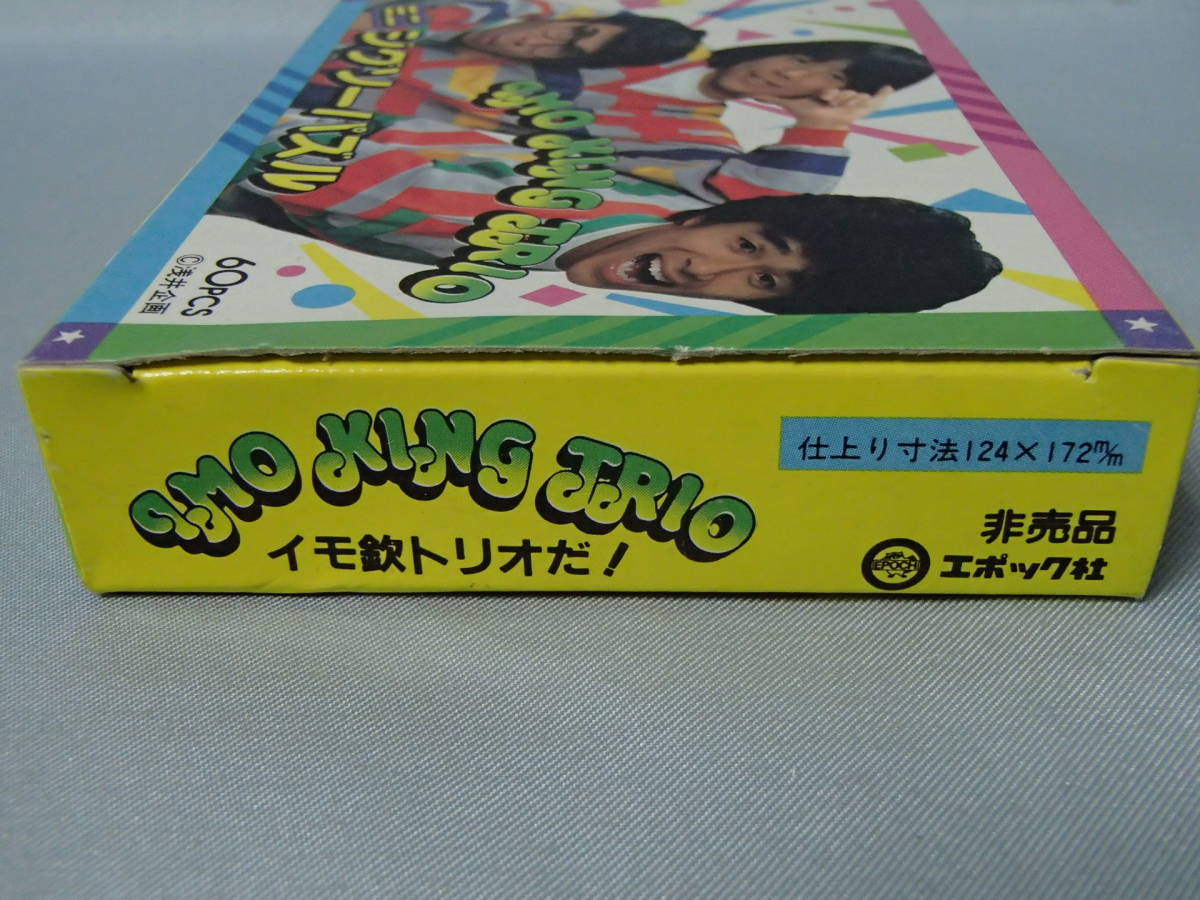 ミニ ジグソーパズル
IMO KING TRIO
60PCS
©浅井企画
IMO KING TRIO
イモ欽トリオだ！
仕上り寸法124×172m/m
非売品
EPOCH
エポック社